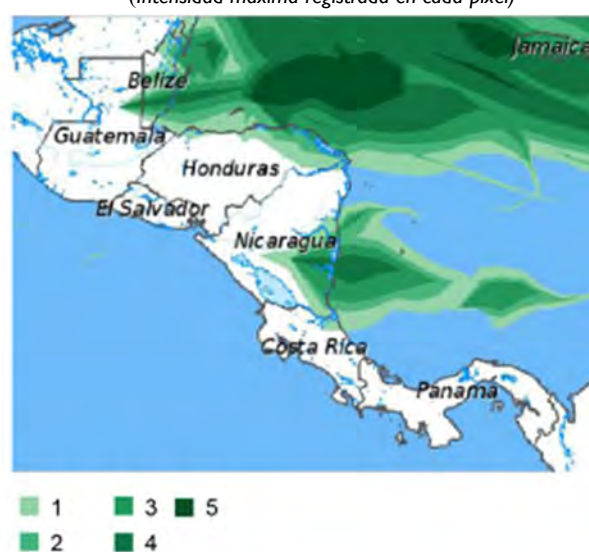 (Intensidad máxima registrada en cada píxel)
Jamaica
Belize
Guatemala
Honduras
El Salvador
Nicaragua
Costa Rica
Panama
1 3 5
2 4